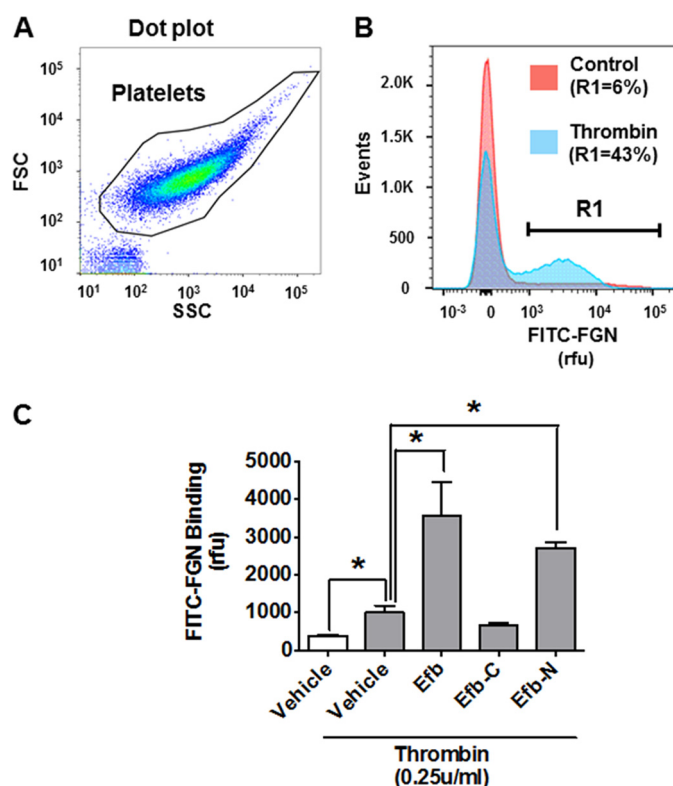 A
Dot plot
Platelets
FSC
10⁵
10⁴
10³
10²
10¹
10¹ 10² 10³ 10⁴ 10⁵
SSC
B
Events
2.0K
1.5K
1.0K
500
0
Control
(R1=6%)
Thrombin
(R1=43%)
R1
10⁻³ 0 10³ 10⁴ 10⁵
FITC-FGN
(rfu)
C
FITC-FGN Binding
(rfu)
5000
4000
3000
2000
1000
0
*
*
*
Vehicle
Vehicle
Efb
Efb-C
Efb-N
Thrombin
(0.25u/ml)